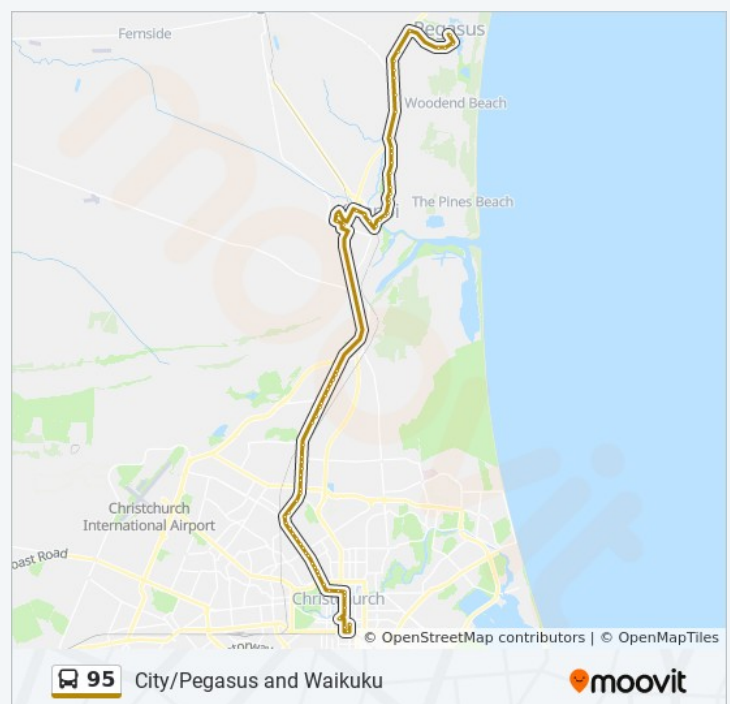 Fernside
Pegasus
Woodend Beach
The Pines Beach
Christchurch
International Airport
oast Road
Christchurch
© OpenStreetMap contributors | © OpenMapTiles
95
City/Pegasus and Waikuku
moovit